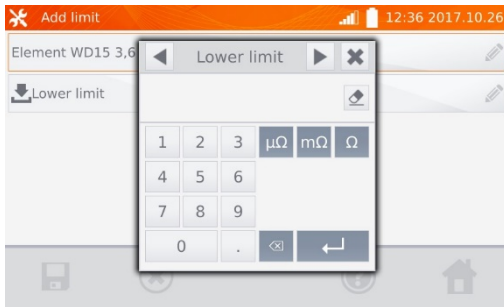 Add limit
12:36 2017.10.26
Element WD15 3,6
Lower limit
Lower limit
1 2 3 μΩ mΩ Ω
4 5 6
7 8 9
0 .